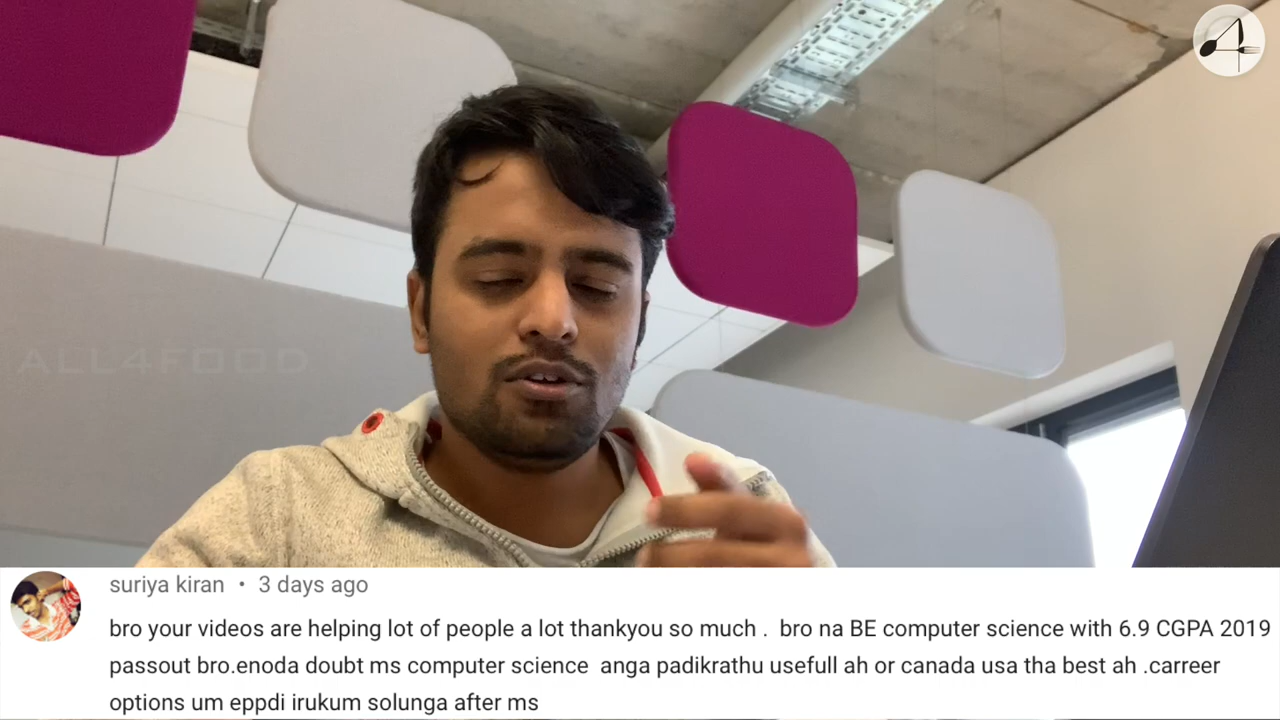 ALL4FOOD
suriya kiran • 3 days ago
bro your videos are helping lot of people a lot thankyou so much .  bro na BE computer science with 6.9 CGPA 2019
passout bro.enoda doubt ms computer science  anga padikrathu usefull ah or canada usa tha best ah .carreer
options um eppdi irukum solunga after ms